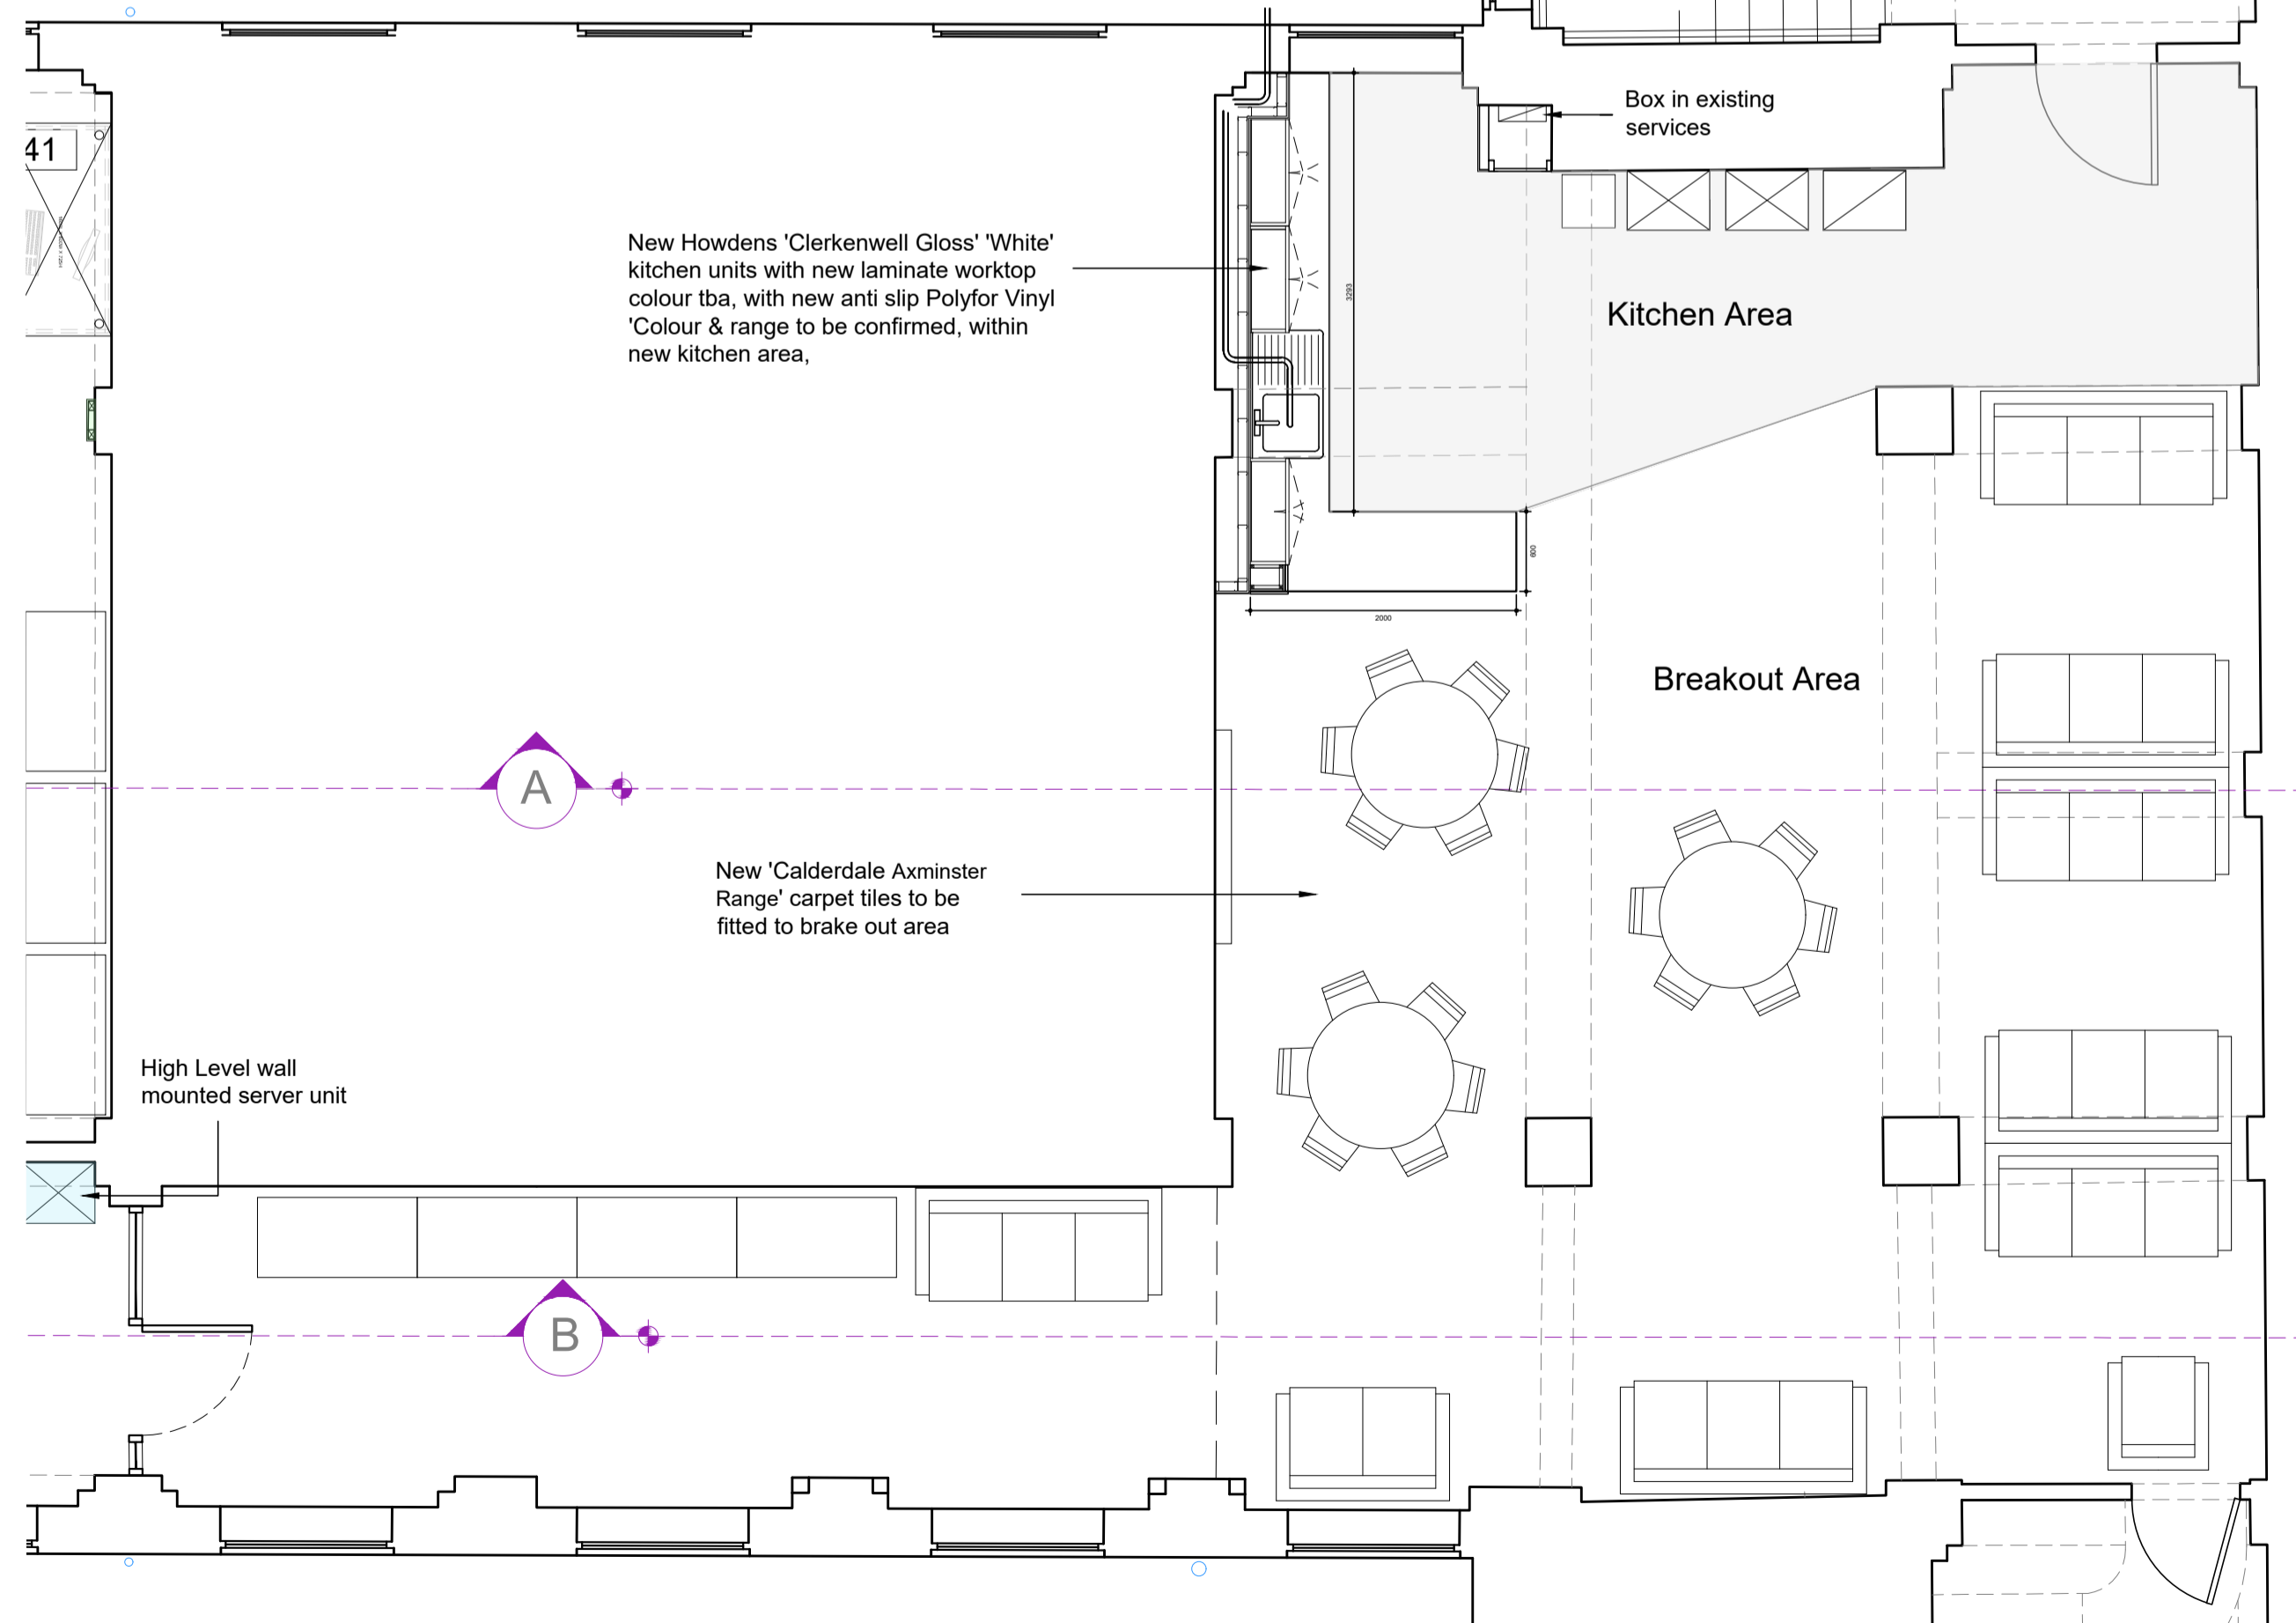 Box in existing
services
41
New Howdens 'Clerkenwell Gloss' 'White'
kitchen units with new laminate worktop
colour tba, with new anti slip Polyfor Vinyl
'Colour & range to be confirmed, within
new kitchen area,
3293
Kitchen Area
600
2000
Breakout Area
A
New 'Calderdale Axminster
Range' carpet tiles to be
fitted to brake out area
High Level wall
mounted server unit
B